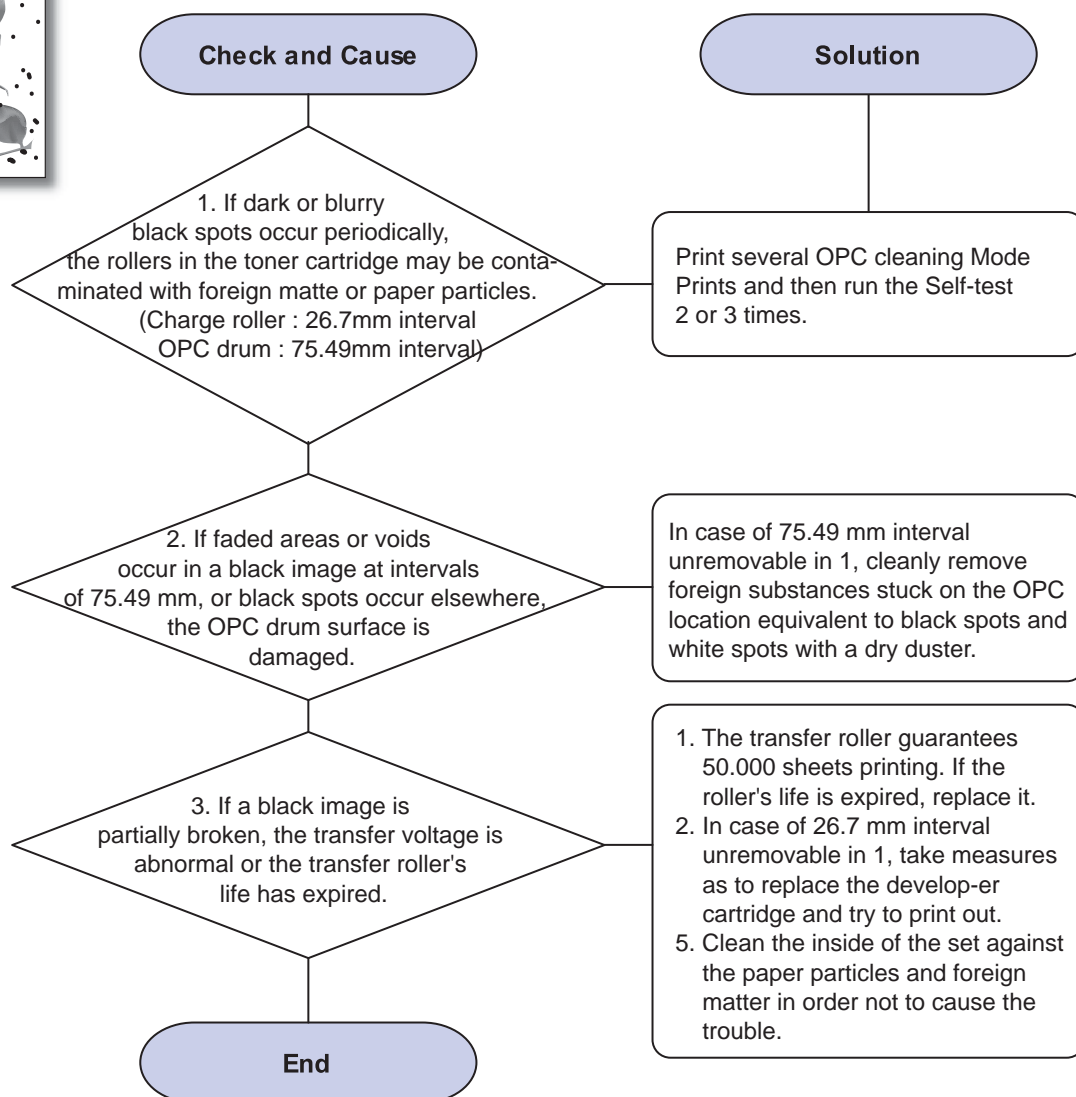 Check and Cause
Solution
1. If dark or blurry
black spots occur periodically,
the rollers in the toner cartridge may be conta-
minated with foreign matte or paper particles.
(Charge roller : 26.7mm interval
OPC drum : 75.49mm interval)
Print several OPC cleaning Mode
Prints and then run the Self-test
2 or 3 times.
2. If faded areas or voids
occur in a black image at intervals
of 75.49 mm, or black spots occur elsewhere,
the OPC drum surface is
damaged.
In case of 75.49 mm interval
unremovable in 1, cleanly remove
foreign substances stuck on the OPC
location equivalent to black spots and
white spots with a dry duster.
3. If a black image is
partially broken, the transfer voltage is
abnormal or the transfer roller's
life has expired.
1. The transfer roller guarantees
50.000 sheets printing. If the
roller's life is expired, replace it.
2. In case of 26.7 mm interval
unremovable in 1, take measures
as to replace the develop-er
cartridge and try to print out.
5. Clean the inside of the set against
the paper particles and foreign
matter in order not to cause the
trouble.
End